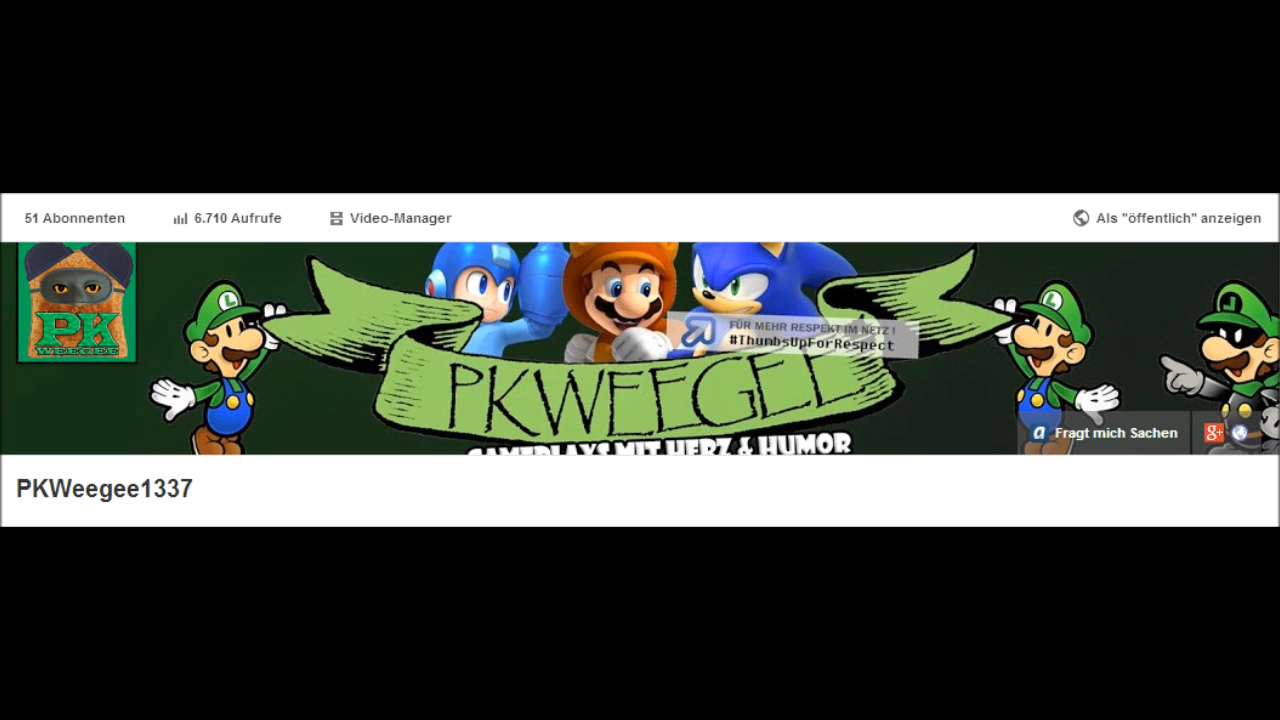 51 Abonnenten
6.710 Aufrufe
Video-Manager
Als "öffentlich" anzeigen
PK
WEEGEE
L
L
L
FÜR MEHR RESPEKT IM NETZ !
#ThumbsUpForRespect
PKWEEGEE
GAMEPLAYS MIT HERZ & HUMOR
a Fragt mich Sachen
g+
PKWeegee1337